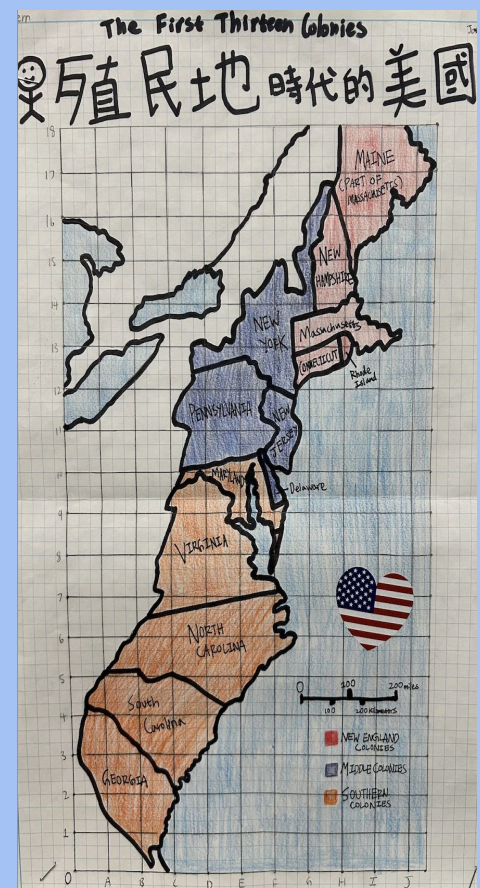 The First Thirteen Colonies
殖民地時代的美國
18
17
16
15
14
13
12
11
10
9
8
7
6
5
4
3
2
1
0 A B C D E F G H I J
MAINE
(PART OF
MASSACHUSETTS)
NEW
HAMPSHIRE
NEW
YORK
Massachusetts
CONNECTICUT
Rhode
Island
PENNSYLVANIA
NEW
JERSEY
MARYLAND
Delaware
VIRGINIA
NORTH
CAROLINA
South
Carolina
GEORGIA
0 100 200 miles
100 200 Kilometers
NEW ENGLAND
COLONIES
MIDDLE COLONIES
SOUTHERN
COLONIES